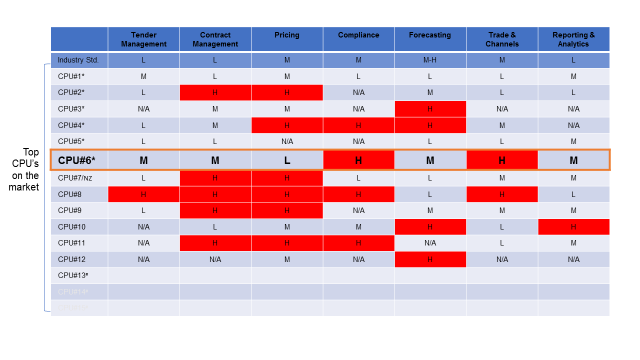 Tender Management Contract Management Pricing Compliance Forecasting Trade & Channels Reporting & Analytics
Industry Std. L L M M M-H M L
CPU#1* M L M L L L M
CPU#2* L H H N/A M L L
CPU#3* N/A M M N/A H N/A N/A
CPU#4* L M H H H M N/A
CPU#5* L L N/A N/A L L M
Top CPU's on the market
CPU#6* M M L H M H M
CPU#7/NZ L H H L L M M
CPU#8 H H H H L H L
CPU#9 L H H N/A M M M
CPU#10 N/A L M M H L H
CPU#11 N/A H H H N/A L M
CPU#12 N/A N/A M N/A H N/A N/A
CPU#13*